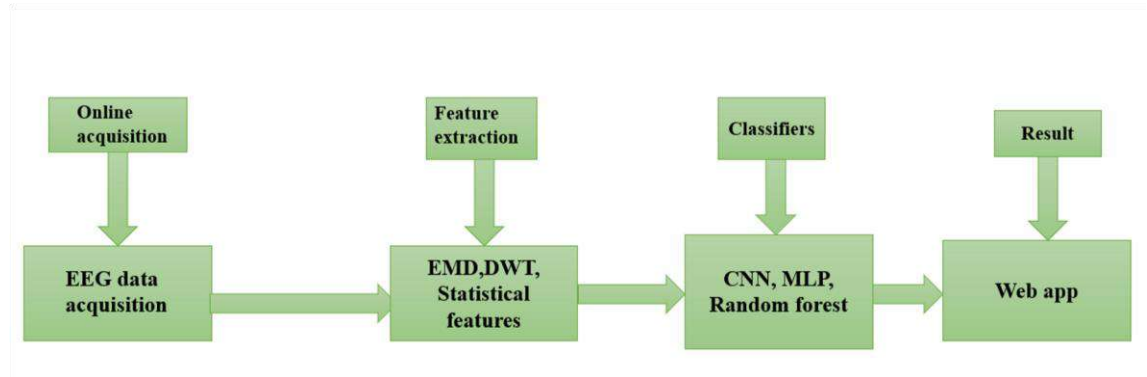 Online
acquisition
Feature
extraction
Classifiers
Result
EEG data
acquisition
EMD,DWT,
Statistical
features
CNN, MLP,
Random forest
Web app